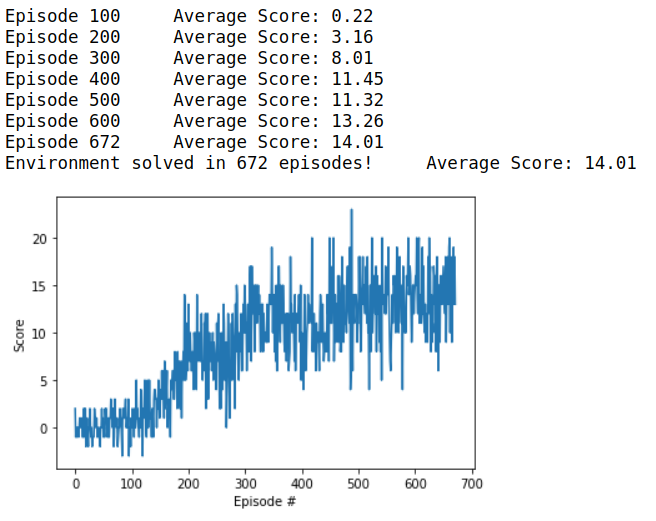 Episode 100 Average Score: 0.22
Episode 200 Average Score: 3.16
Episode 300 Average Score: 8.01
Episode 400 Average Score: 11.45
Episode 500 Average Score: 11.32
Episode 600 Average Score: 13.26
Episode 672 Average Score: 14.01
Environment solved in 672 episodes! Average Score: 14.01
20
15
10
5
0
Score
0 100 200 300 400 500 600 700
Episode #